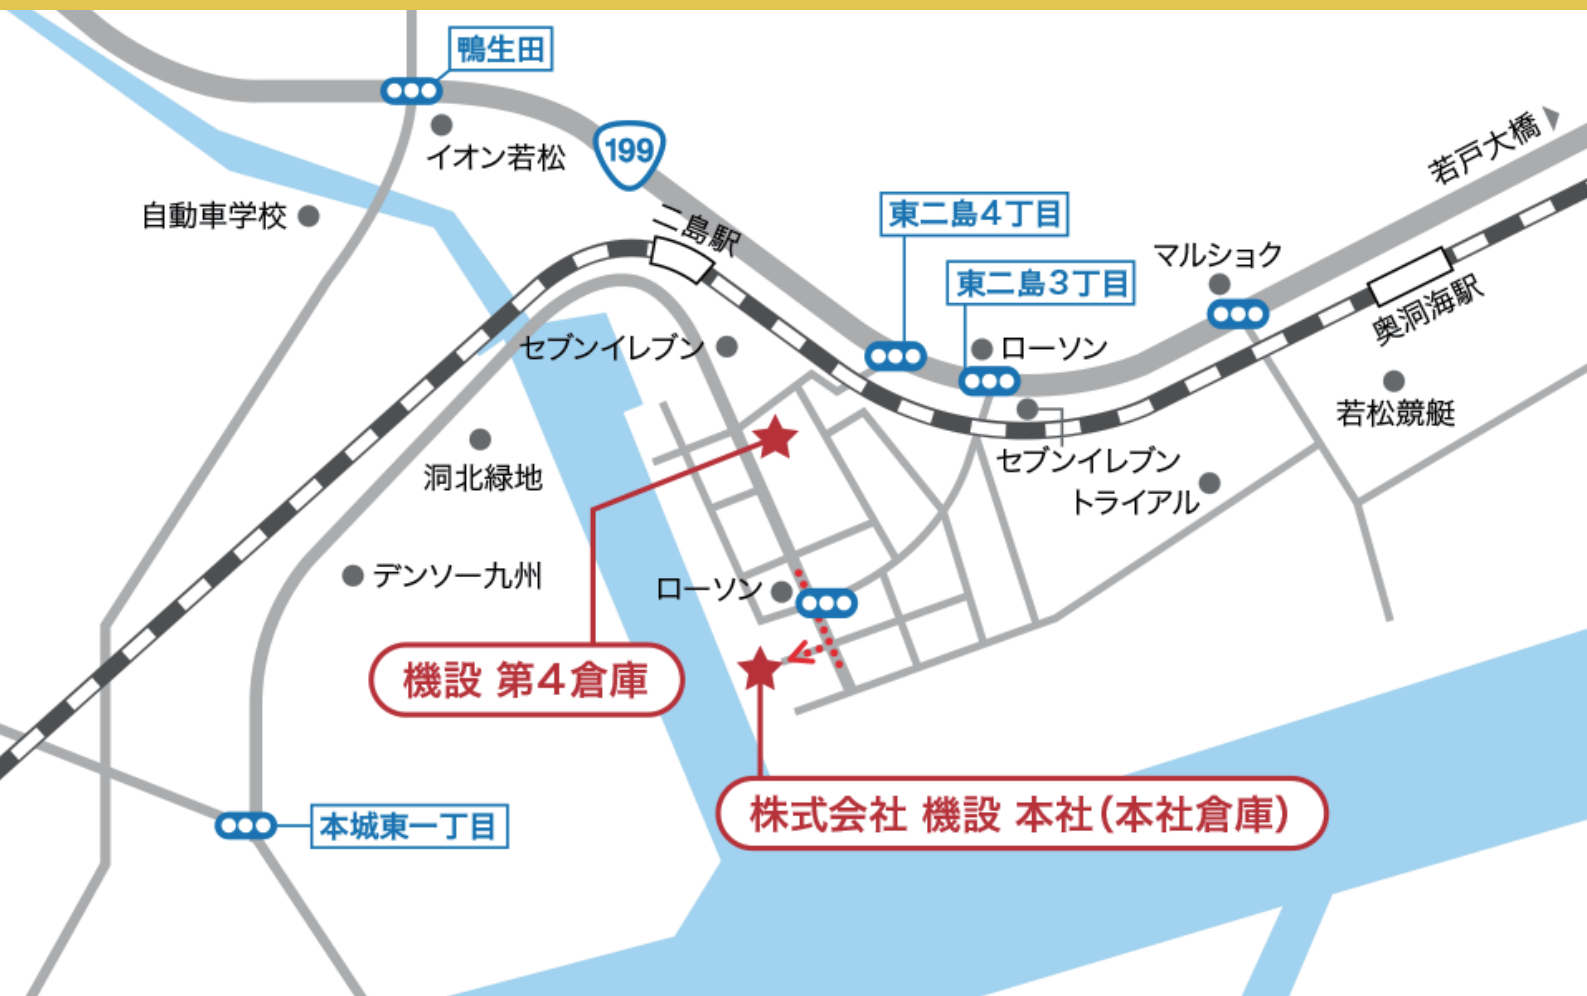 鴨生田
イオン若松
199
若戸大橋
自動車学校
二島駅
東二島4丁目
東二島3丁目
マルショク
奥洞海駅
セブンイレブン
ローソン
若松競艇
洞北緑地
セブンイレブン
トライアル
デンソー九州
ローソン
機設 第4倉庫
株式会社 機設 本社(本社倉庫)
本城東一丁目